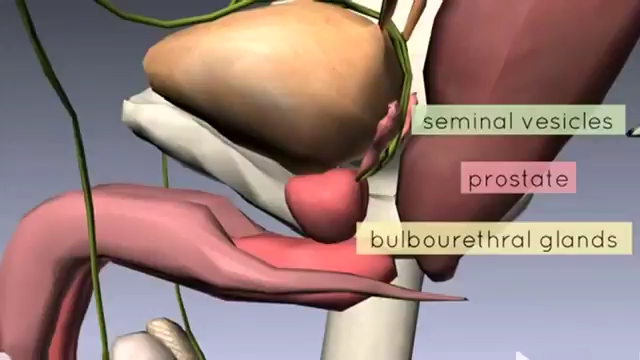 seminal vesicles
prostate
bulbourethral glands